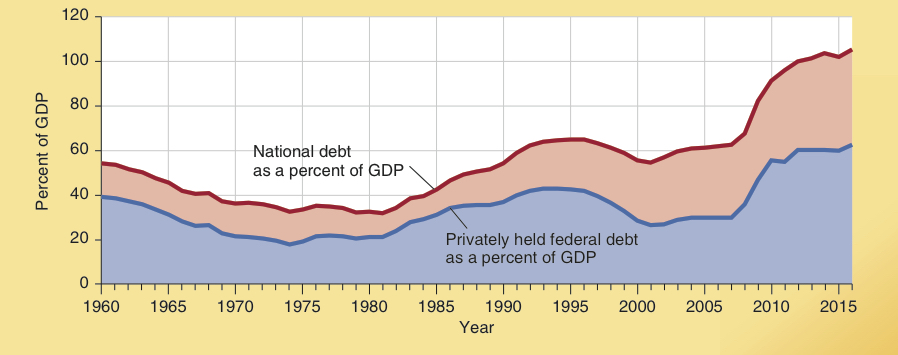 120
100
80
60
40
20
0
Percent of GDP
National debt
as a percent of GDP
Privately held federal debt
as a percent of GDP
1960 1965 1970 1975 1980 1985 1990 1995 2000 2005 2010 2015
Year